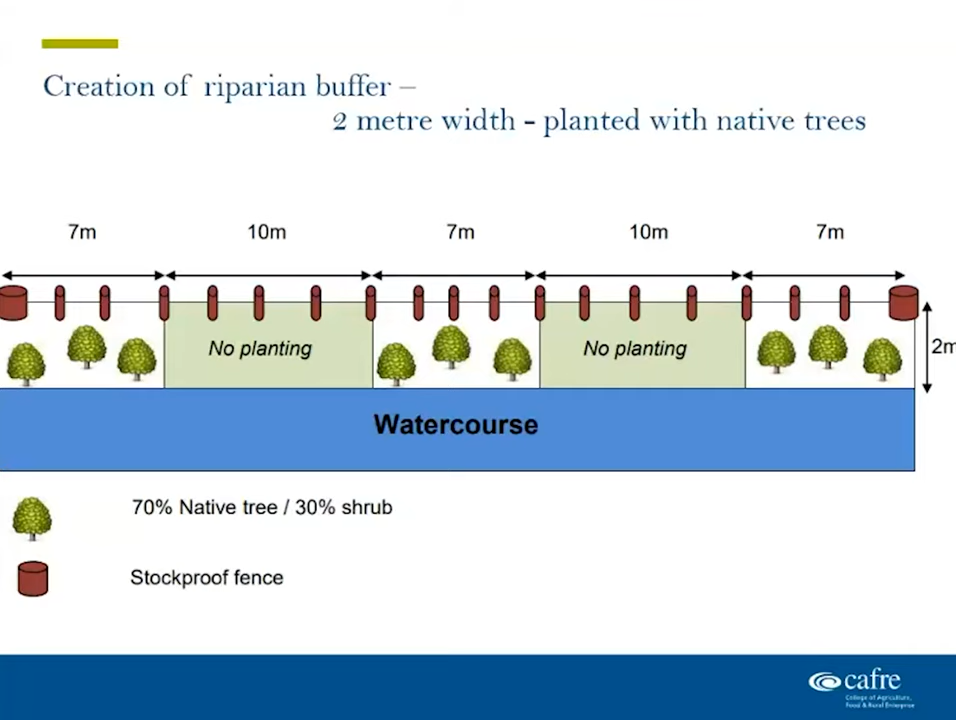 Creation of riparian buffer –
2 metre width - planted with native trees
7m 10m 7m 10m 7m
No planting No planting
2m
Watercourse
70% Native tree / 30% shrub
Stockproof fence
cafre
College of Agriculture,
Food & Rural Enterprise